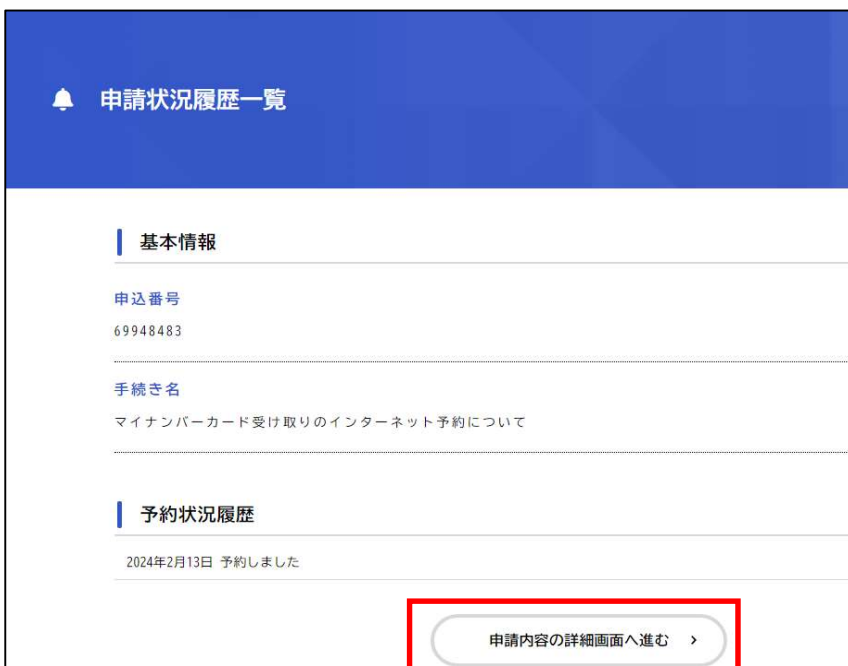 申請状況履歴一覧
基本情報
申込番号
69948483
手続き名
マイナンバーカード受け取りのインターネット予約について
予約状況履歴
2024年2月13日 予約しました
申請内容の詳細画面へ進む ›